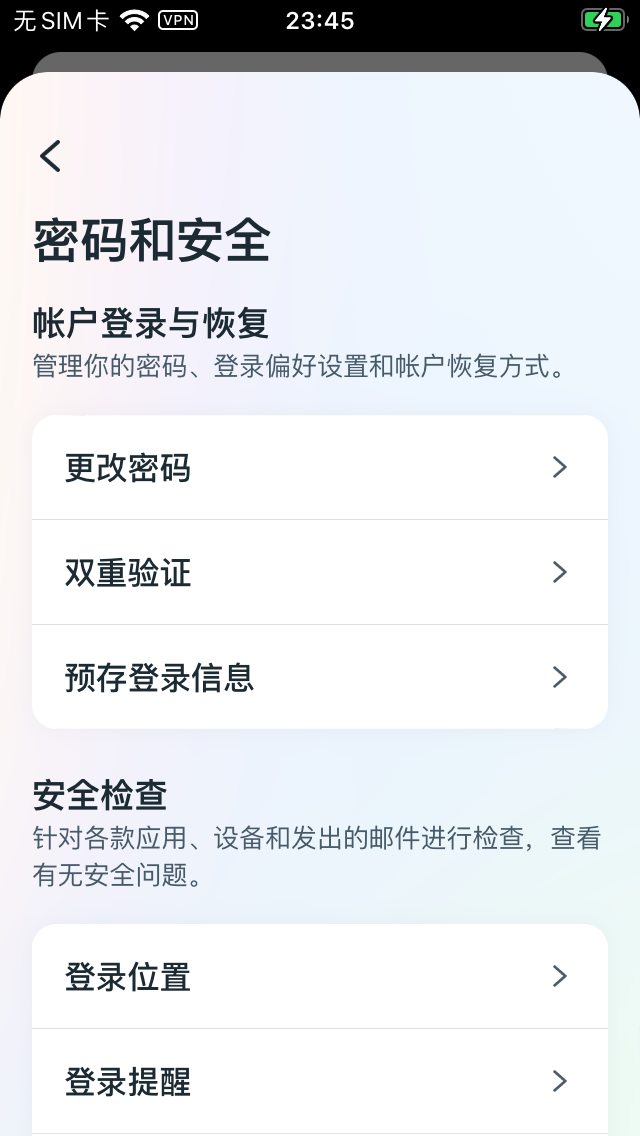 无SIM卡 VPN 23:45
密码和安全
帐户登录与恢复
管理你的密码、登录偏好设置和帐户恢复方式。
更改密码
双重验证
预存登录信息
安全检查
针对各款应用、设备和发出的邮件进行检查，查看
有无安全问题。
登录位置
登录提醒